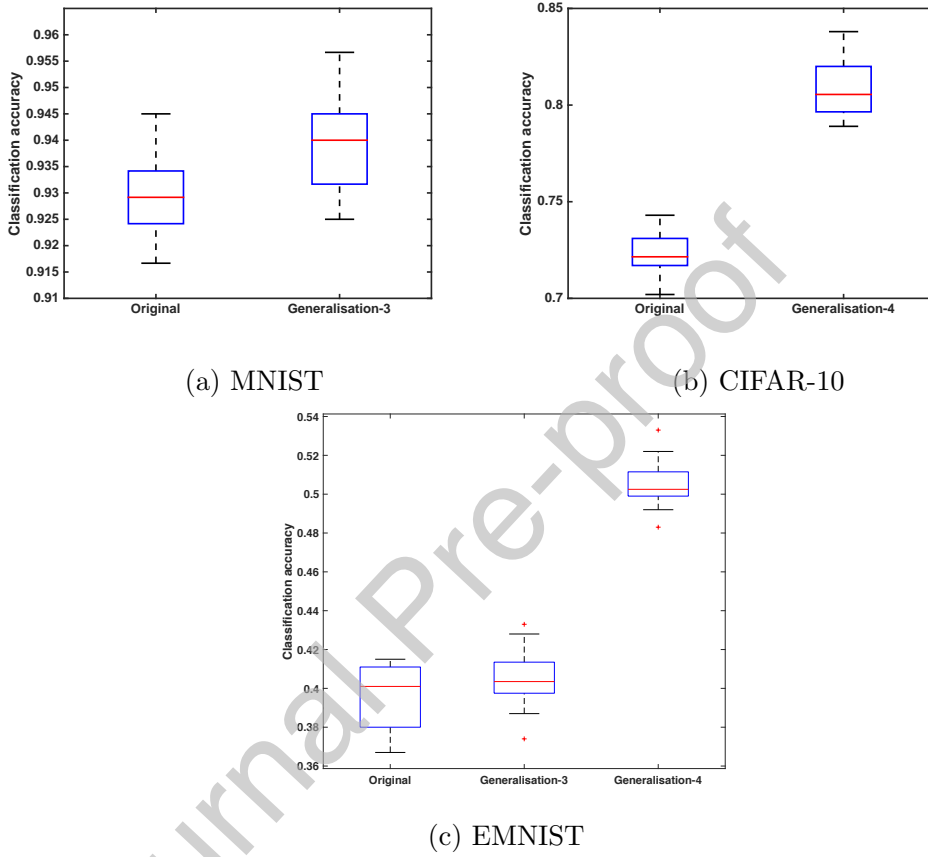 Classification accuracy
0.96
0.955
0.95
0.945
0.94
0.935
0.93
0.925
0.92
0.915
0.91
Original Generalisation-3
(a) MNIST
Classification accuracy
0.85
0.8
0.75
0.7
Original Generalisation-4
(b) CIFAR-10
Classification accuracy
0.54
0.52
0.5
0.48
0.46
0.44
0.42
0.4
0.38
0.36
Original Generalisation-3 Generalisation-4
(c) EMNIST
urnal Pre-proof